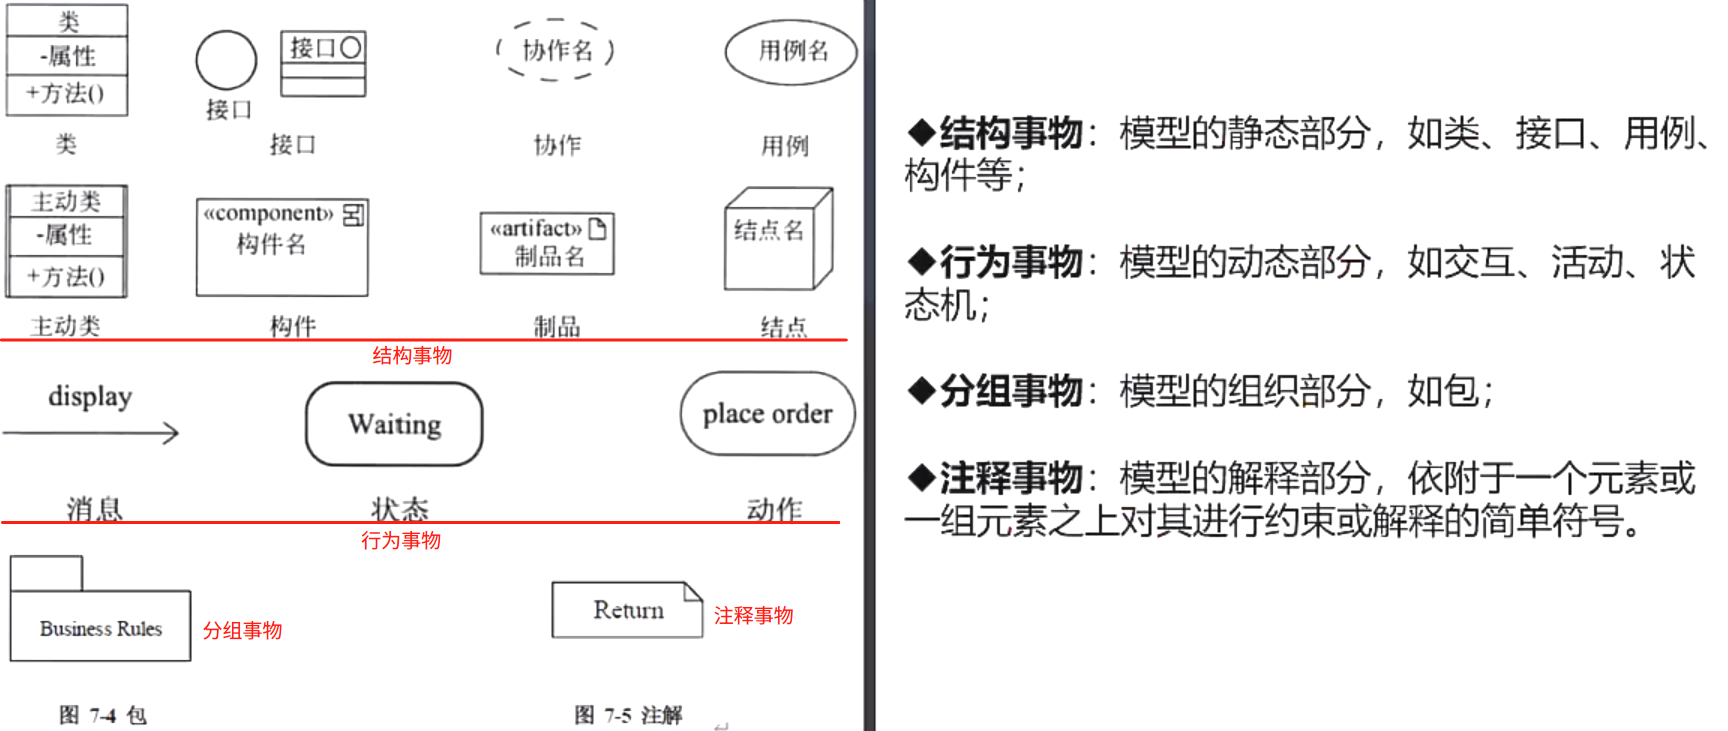 类
-属性
+方法()
类
接口
接口
接口
协作名
协作
用例名
用例
主动类
-属性
+方法()
主动类
«component»
构件名
构件
«artifact»
制品名
制品
结点名
结点
结构事物
display
消息
Waiting
状态
place order
动作
行为事物
Business Rules
分组事物
图 7-4 包
Return
注释事物
图 7-5 注解
◆结构事物：模型的静态部分，如类、接口、用例、
构件等；
◆行为事物：模型的动态部分，如交互、活动、状
态机；
◆分组事物：模型的组织部分，如包；
◆注释事物：模型的解释部分，依附于一个元素或
一组元素之上对其进行约束或解释的简单符号。